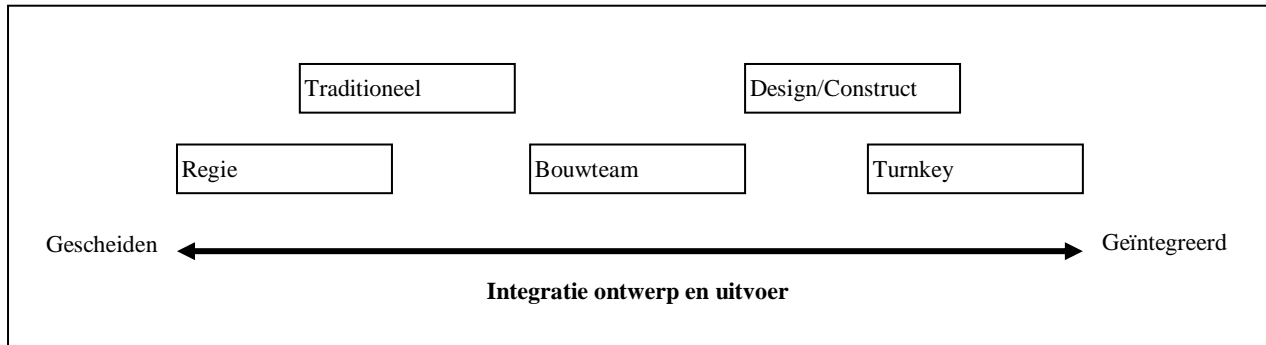 Traditioneel
Design/Construct
Regie
Bouwteam
Turnkey
Gescheiden
Geïntegreerd
Integratie ontwerp en uitvoer